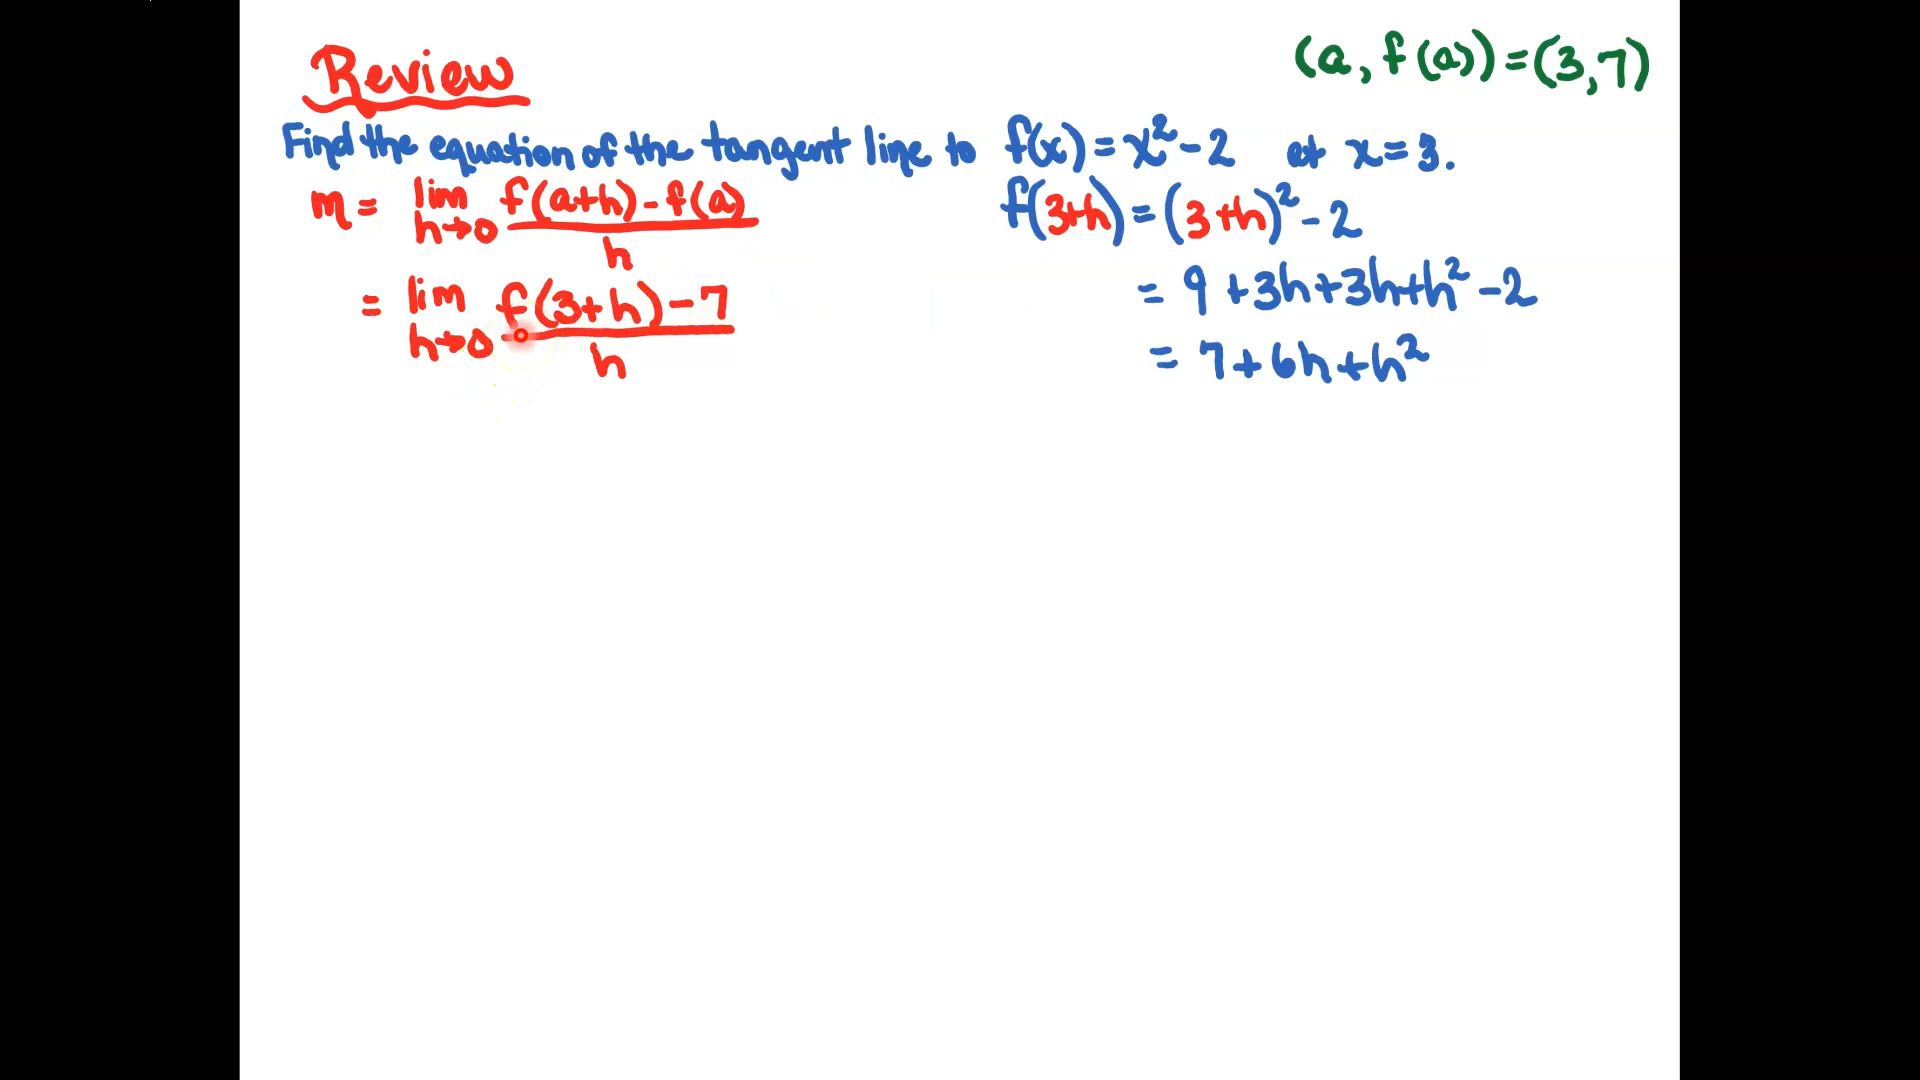 (a, f(a)) = (3,7)
Review
Find the equation of the tangent line to f(x) = x² - 2 at x = 3.
m = lim h→0 f(a+h) - f(a) / h
f(3+h) = (3+h)² - 2
= 9 + 3h + 3h + h² - 2
= lim h→0 f(3+h) - 7 / h
= 7 + 6h + h²